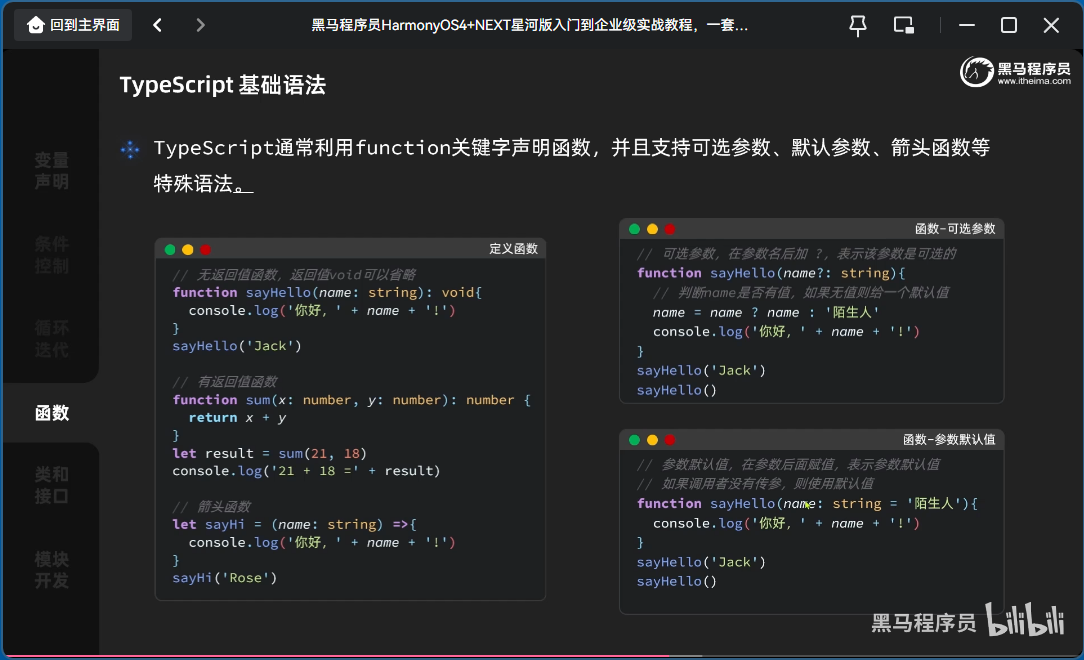 回到主界面
黑马程序员HarmonyOS4+NEXT星河版入门到企业级实战教程，一套...
黑马程序员
www.itheima.com
TypeScript 基础语法
变量
声明
条件
控制
循环
迭代
函数
类和
接口
模块
开发
TypeScript通常利用function关键字声明函数，并且支持可选参数、默认参数、箭头函数等
特殊语法。
定义函数
// 无返回值函数，返回值void可以省略
function sayHello(name: string): void{
  console.log('你好, ' + name + '!')
}
sayHello('Jack')
// 有返回值函数
function sum(x: number, y: number): number {
  return x + y
}
let result = sum(21, 18)
console.log('21 + 18 =' + result)
// 箭头函数
let sayHi = (name: string) =>{
  console.log('你好, ' + name + '!')
}
sayHi('Rose')
函数-可选参数
// 可选参数，在参数名后加 ?，表示该参数是可选的
function sayHello(name?: string){
  // 判断name是否有值，如果无值则给一个默认值
  name = name ? name : '陌生人'
  console.log('你好, ' + name + '!')
}
sayHello('Jack')
sayHello()
函数-参数默认值
// 参数默认值，在参数后面赋值，表示参数默认值
// 如果调用者没有传参，则使用默认值
function sayHello(name: string = '陌生人'){
  console.log('你好, ' + name + '!')
}
sayHello('Jack')
sayHello()
黑马程序员 bilibili